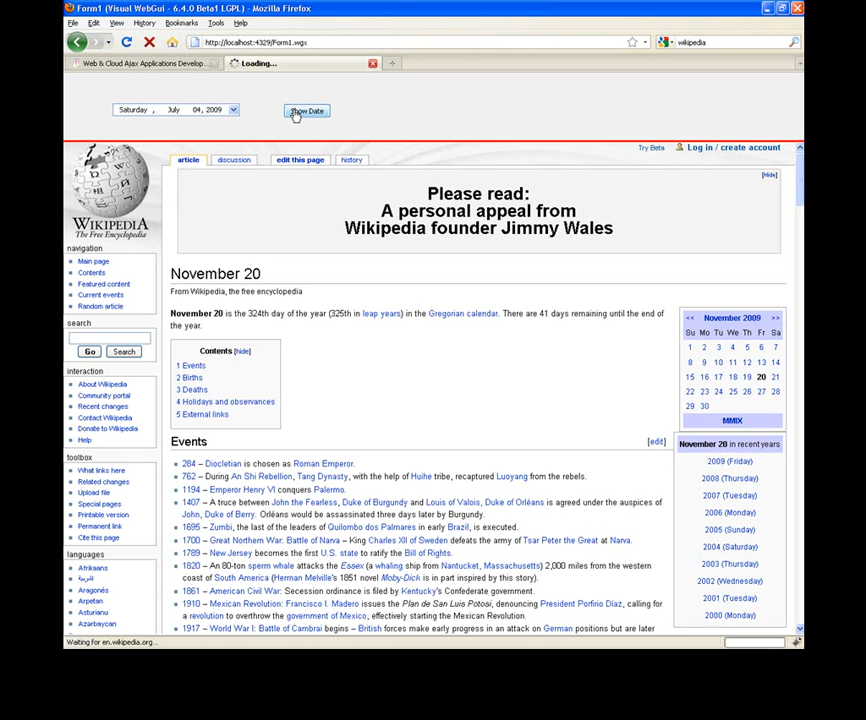 Form1 (Visual WebGui - 6.4.0 Beta1 LGPL) - Mozilla Firefox
File Edit View History Bookmarks Tools Help
http://localhost:4329/Form1.wgx
wikipedia
Web & Cloud Ajax Applications Develop...
Loading...
Saturday , July 04, 2009
Show Date
Try Beta Log in / create account
article discussion edit this page history
[Hide]
Please read:
A personal appeal from
Wikipedia founder Jimmy Wales
WIKIPEDIA
The Free Encyclopedia
navigation
Main page
Contents
Featured content
Current events
Random article
search
Go Search
interaction
About Wikipedia
Community portal
Recent changes
Contact Wikipedia
Donate to Wikipedia
Help
toolbox
What links here
Related changes
Upload file
Special pages
Printable version
Permanent link
Cite this page
languages
Afrikaans
العربية
Aragonés
Arpetan
Asturianu
Azərbaycan
November 20
From Wikipedia, the free encyclopedia
November 20 is the 324th day of the year (325th in leap years) in the Gregorian calendar. There are 41 days remaining until the end of
the year.
Contents [hide]
1 Events
2 Births
3 Deaths
4 Holidays and observances
5 External links
<< November 2009 >>
Su Mo Tu We Th Fr Sa
1 2 3 4 5 6 7
8 9 10 11 12 13 14
15 16 17 18 19 20 21
22 23 24 25 26 27 28
29 30
MMIX
November 20 in recent years
2009 (Friday)
2008 (Thursday)
2007 (Tuesday)
2006 (Monday)
2005 (Sunday)
2004 (Saturday)
2003 (Thursday)
2002 (Wednesday)
2001 (Tuesday)
2000 (Monday)
Events [edit]
284 – Diocletian is chosen as Roman Emperor.
762 – During An Shi Rebellion, Tang Dynasty, with the help of Huihe tribe, recaptured Luoyang from the rebels.
1194 – Emperor Henry VI conquers Palermo.
1407 – A truce between John the Fearless, Duke of Burgundy and Louis of Valois, Duke of Orléans is agreed under the auspices of
John, Duke of Berry. Orléans would be assassinated three days later by Burgundy.
1695 – Zumbi, the last of the leaders of Quilombo dos Palmares in early Brazil, is executed.
1700 – Great Northern War: Battle of Narva – King Charles XII of Sweden defeats the army of Tsar Peter the Great at Narva.
1789 – New Jersey becomes the first U.S. state to ratify the Bill of Rights.
1820 – An 80-ton sperm whale attacks the Essex (a whaling ship from Nantucket, Massachusetts) 2,000 miles from the western
coast of South America (Herman Melville's 1851 novel Moby-Dick is in part inspired by this story).
1861 – American Civil War: Secession ordinance is filed by Kentucky's Confederate government.
1910 – Mexican Revolution: Francisco I. Madero issues the Plan de San Luis Potosi, denouncing President Porfirio Díaz, calling for
a revolution to overthrow the government of Mexico, effectively starting the Mexican Revolution.
1917 – World War I: Battle of Cambrai begins – British forces make early progress in an attack on German positions but are later
Waiting for en.wikipedia.org...